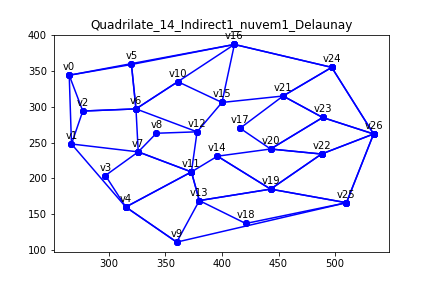 Quadrilate_14_Indirect1_nuvem1_Delaunay
400
350
300
250
200
150
100
300
350
400
450
500
v16
v5
v24
v0
v10
v15
v21
v2
v6
v23
v17
v12
v26
v8
v1
v7
v20
v14
v22
v11
v3
v19
v13
v4
v25
v18
v9